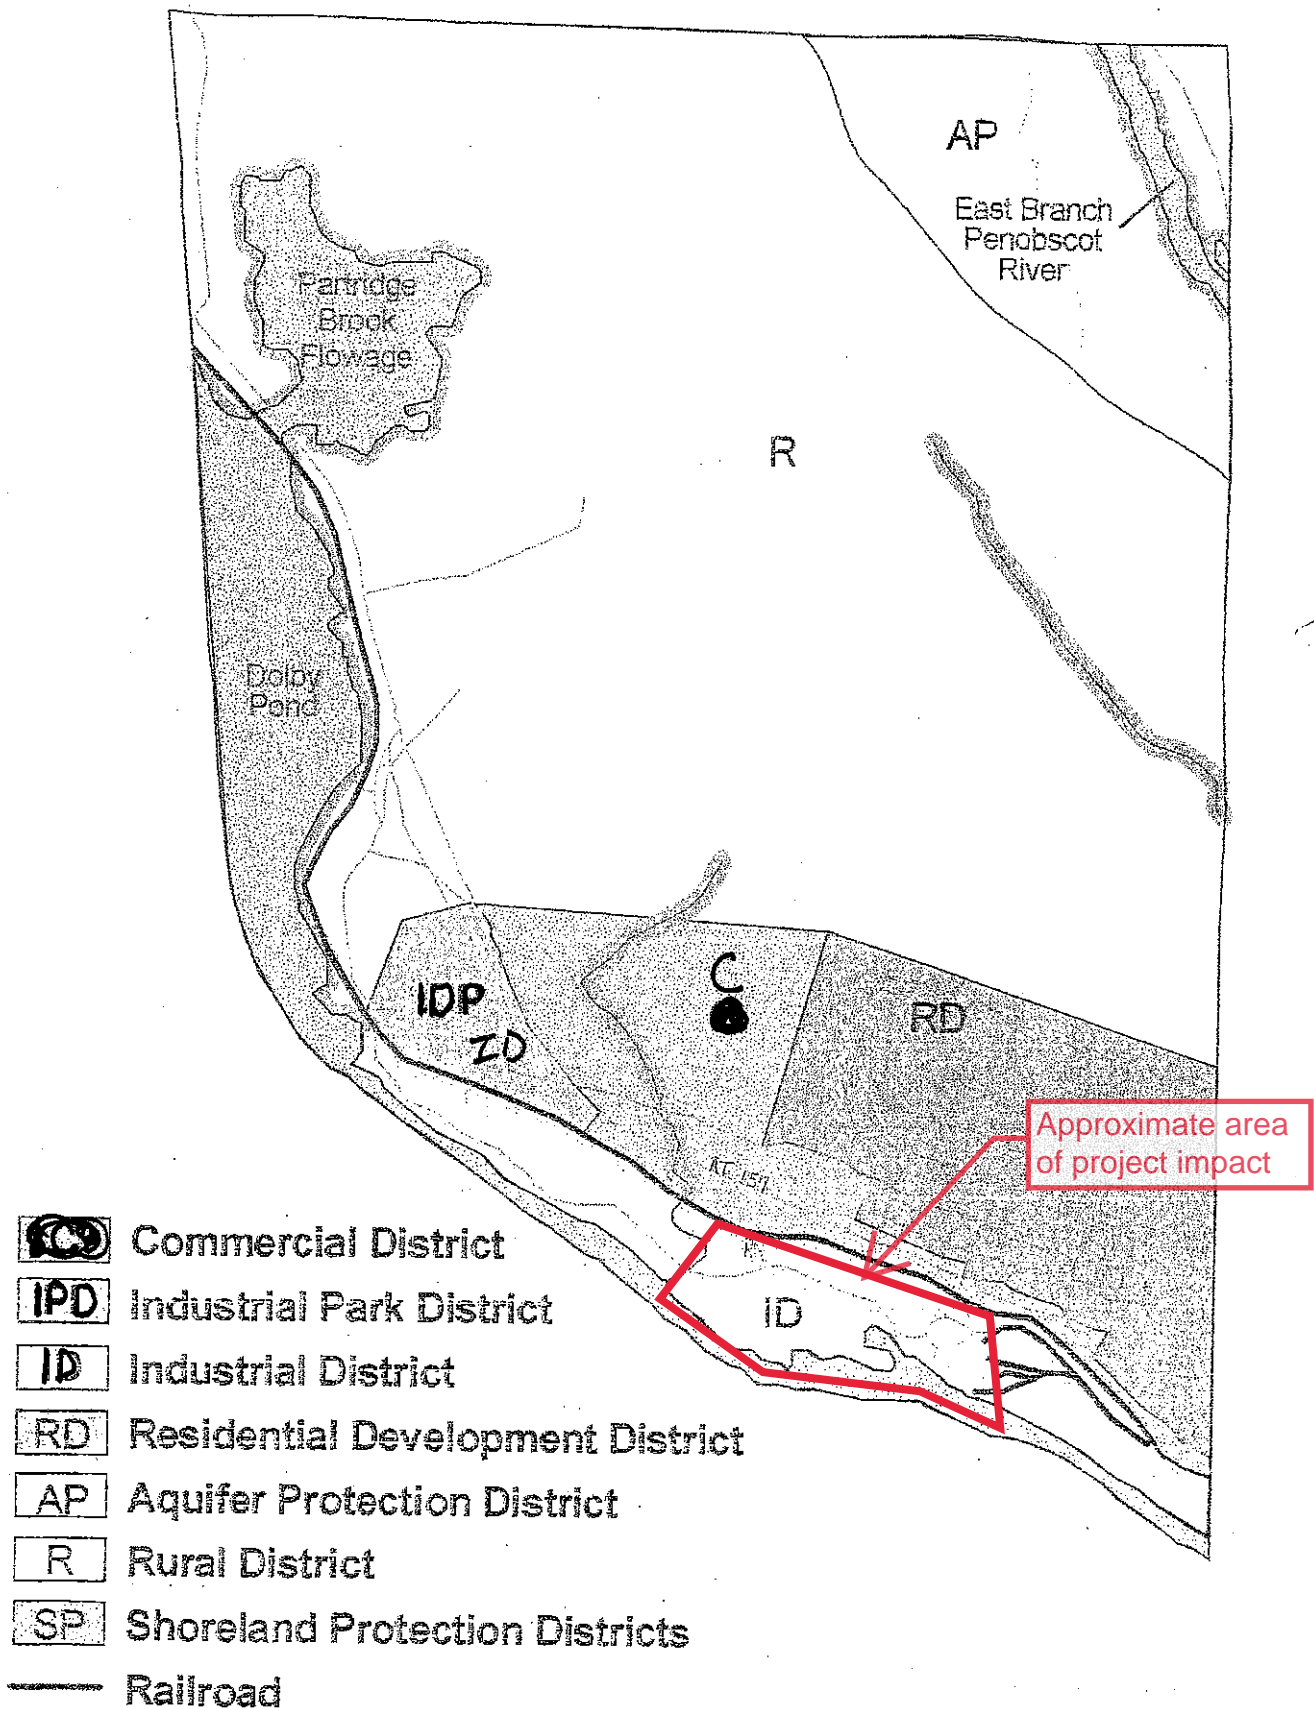 AP
East Branch
Penobscot
River
Partridge
Brook
Flowage
R
Dolby
Pond
C
IDP
ID
RD
Approximate area
of project impact
RT. 157
ID
C Commercial District
IPD Industrial Park District
ID Industrial District
RD Residential Development District
AP Aquifer Protection District
R Rural District
SP Shoreland Protection Districts
Railroad